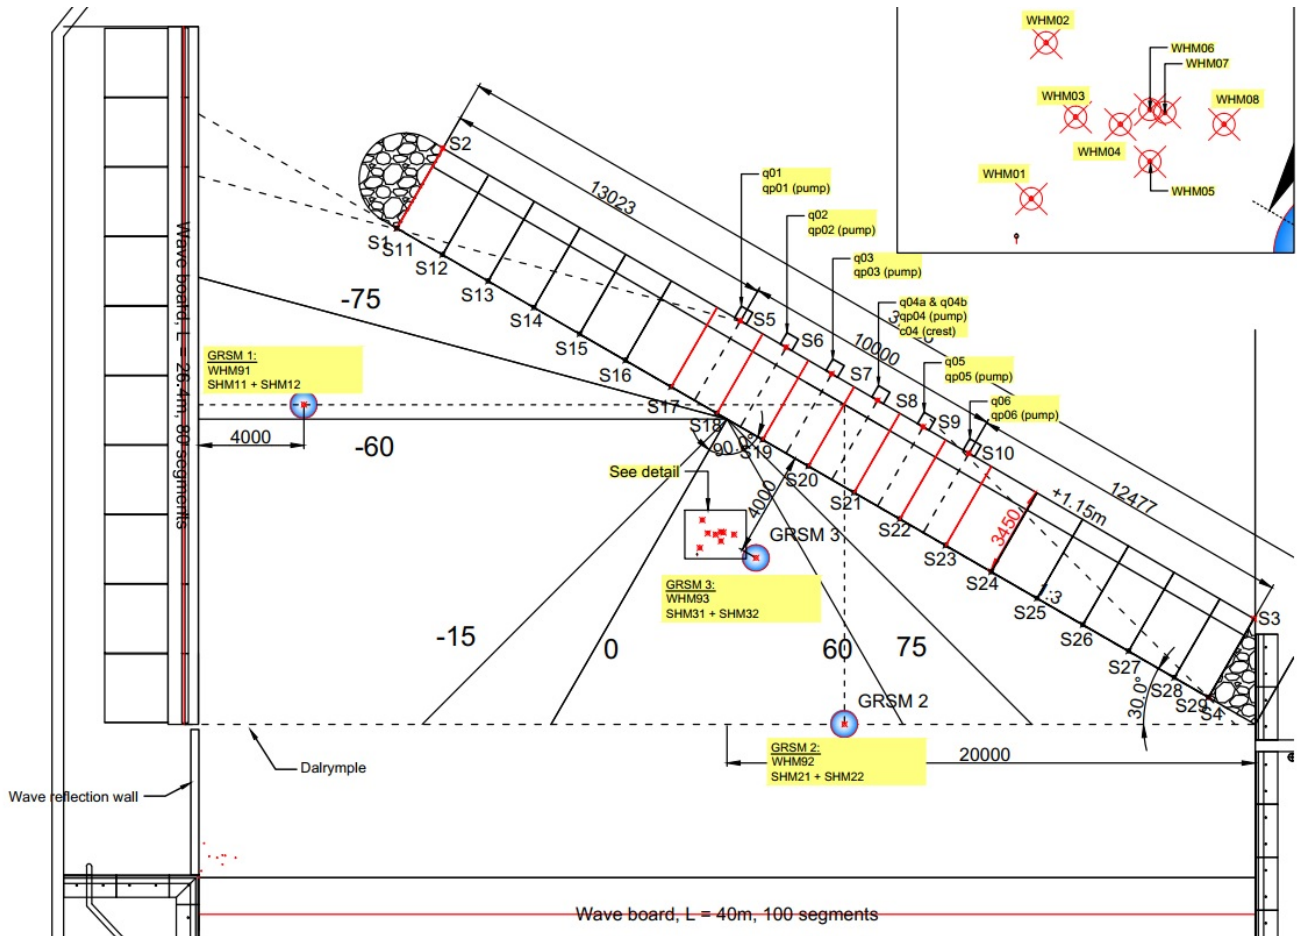 WHM02
WHM06
WHM07
WHM03
WHM08
WHM04
WHM01
WHM05
S2
13023
q01
qp01 (pump)
q02
qp02 (pump)
q03
qp03 (pump)
q04a & q04b
qp04 (pump)
c04 (crest)
10000
q05
qp05 (pump)
q06
qp06 (pump)
S1
S11
S12
S13
S14
S15
S16
S17
S18
S19
S20
S21
S22
S23
S24
S25
S26
S27
S28
S29
S4
S5
S6
S7
S8
S9
S10
S3
12477
+1.15m
3450
:3
30.0°
90.0°
4000
-75
-60
-15
0
60
75
Wave board, L = 26.4m, 80 segments
GRSM 1:
WHM91
SHM11 + SHM12
4000
See detail
GRSM 3
GRSM 3:
WHM93
SHM31 + SHM32
GRSM 2
GRSM 2:
WHM92
SHM21 + SHM22
20000
Dalrymple
Wave reflection wall
Wave board, L = 40m, 100 segments